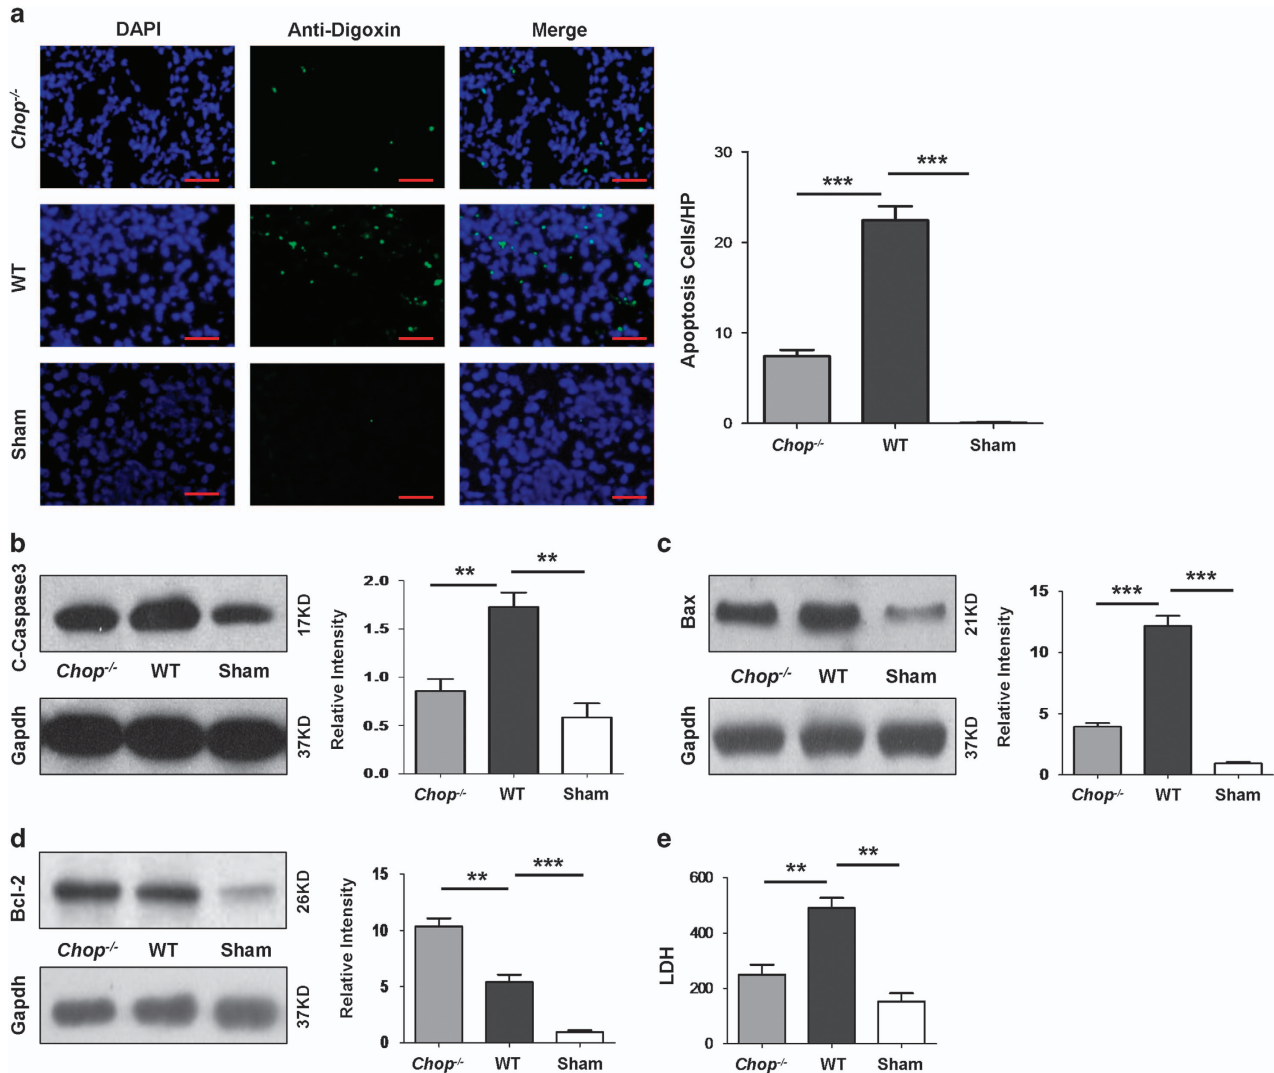 a
DAPI Anti-Digoxin Merge
Chop-/-
WT
Sham
Apoptosis Cells/HP
30
20
10
0
***
***
Chop-/- WT Sham
b
C-Caspase3
17KD
Chop-/- WT Sham
Gapdh
37KD
Relative Intensity
2.0
1.5
1.0
0.5
0.0
**
**
Chop-/- WT Sham
c
Bax
21KD
Chop-/- WT Sham
Gapdh
37KD
Relative Intensity
15
10
5
0
***
***
Chop-/- WT Sham
d
Bcl-2
26KD
Chop-/- WT Sham
Gapdh
37KD
Relative Intensity
15
10
5
0
**
***
Chop-/- WT Sham
e
LDH
600
400
200
0
**
**
Chop-/- WT Sham